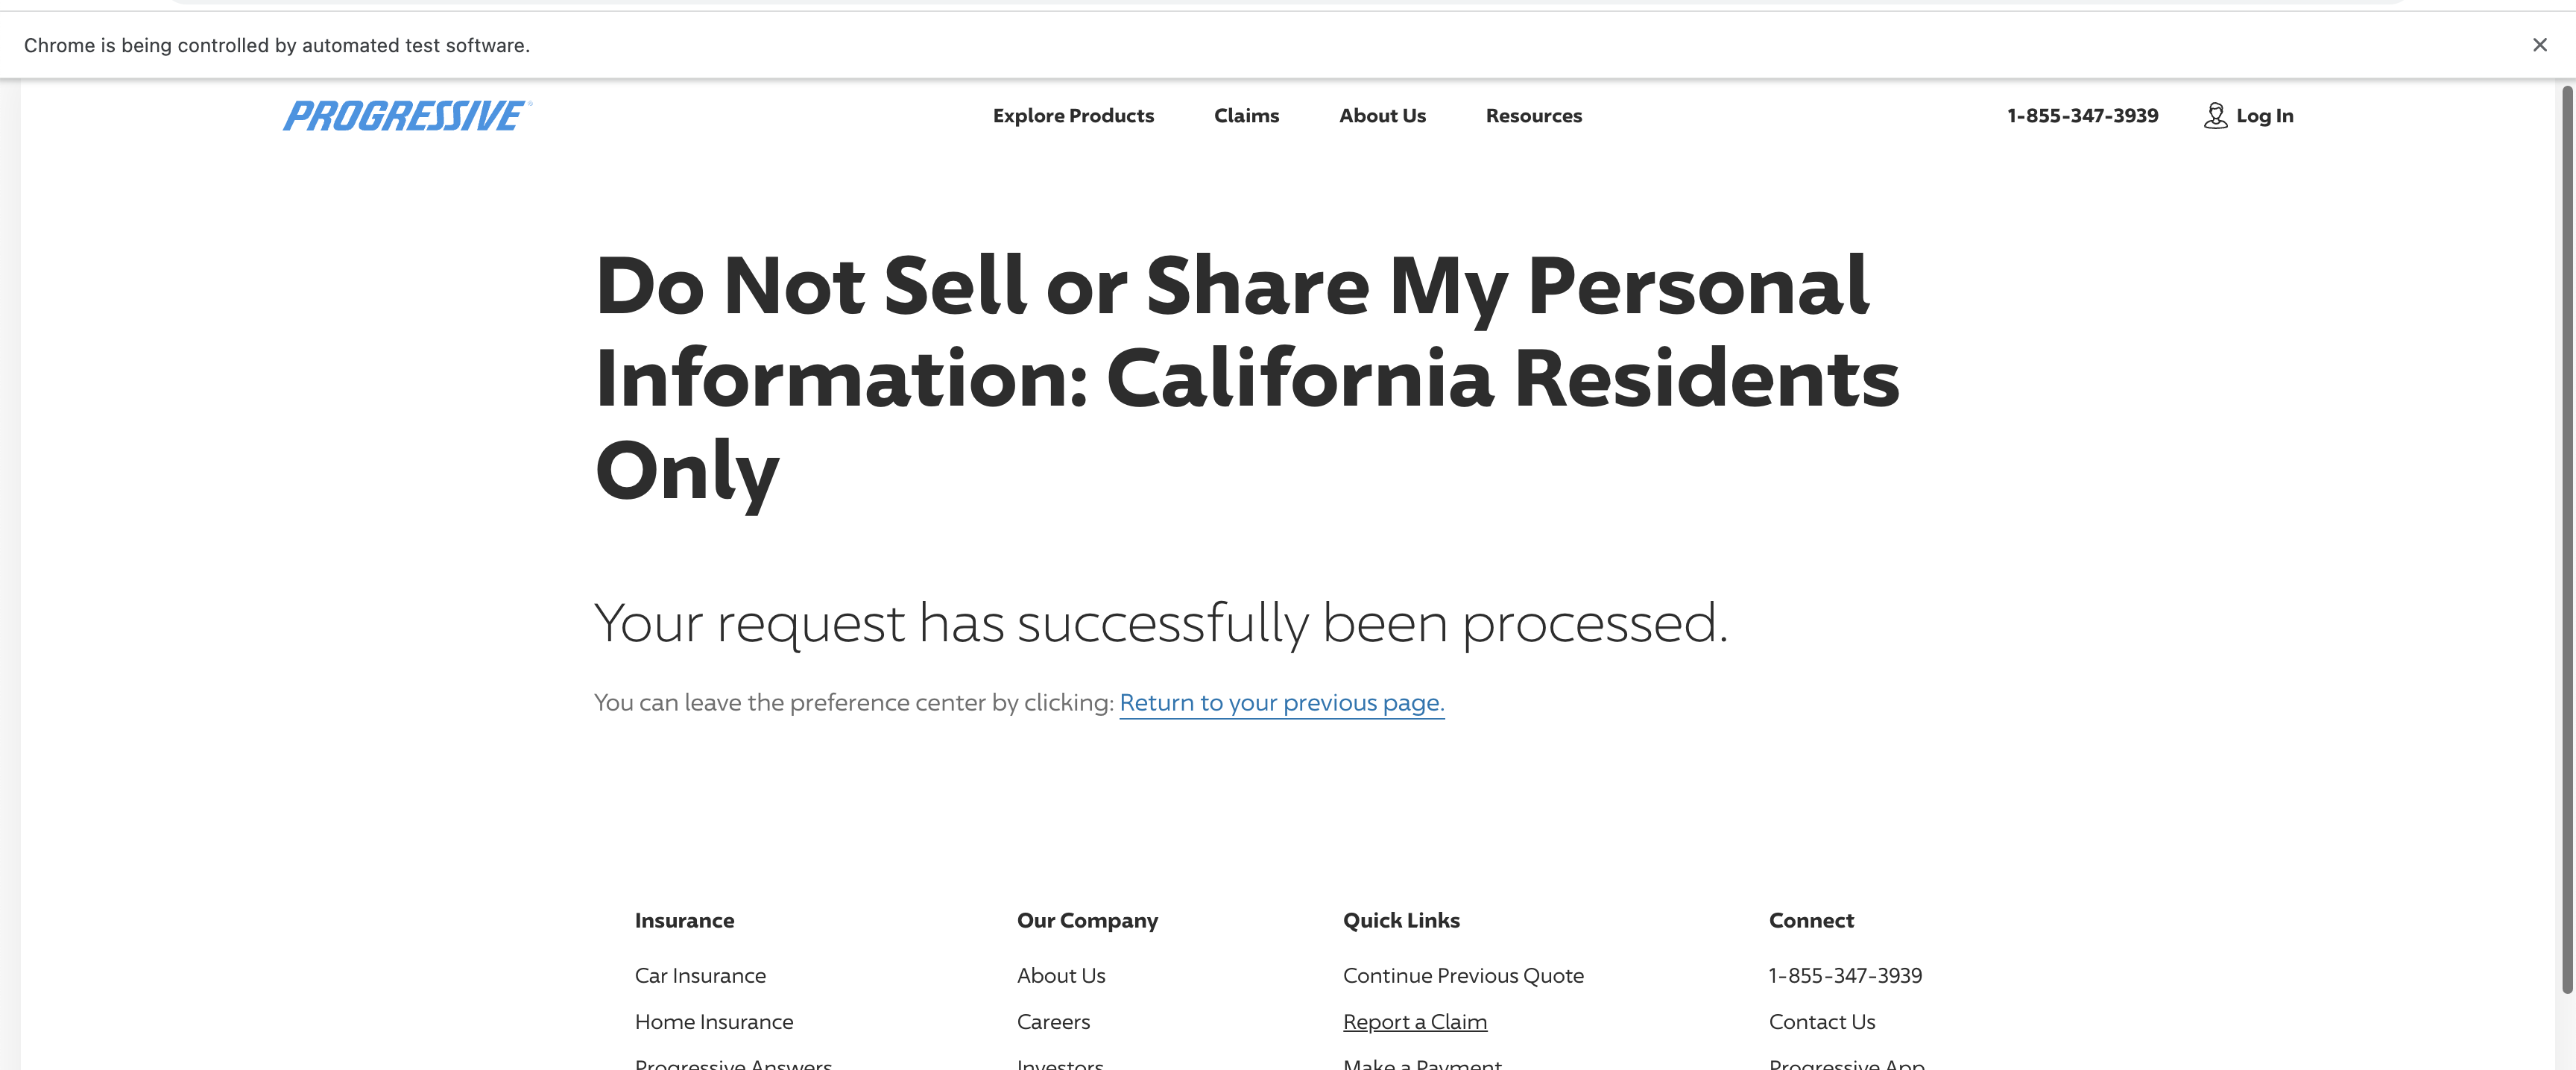 Chrome is being controlled by automated test software.
PROGRESSIVE
Explore Products Claims About Us Resources 1-855-347-3939 Log In
Do Not Sell or Share My Personal
Information: California Residents
Only
Your request has successfully been processed.
You can leave the preference center by clicking: Return to your previous page.
Insurance Our Company Quick Links Connect
Car Insurance About Us Continue Previous Quote 1-855-347-3939
Home Insurance Careers Report a Claim Contact Us
Progressive Answers Investors Make a Payment Progressive App